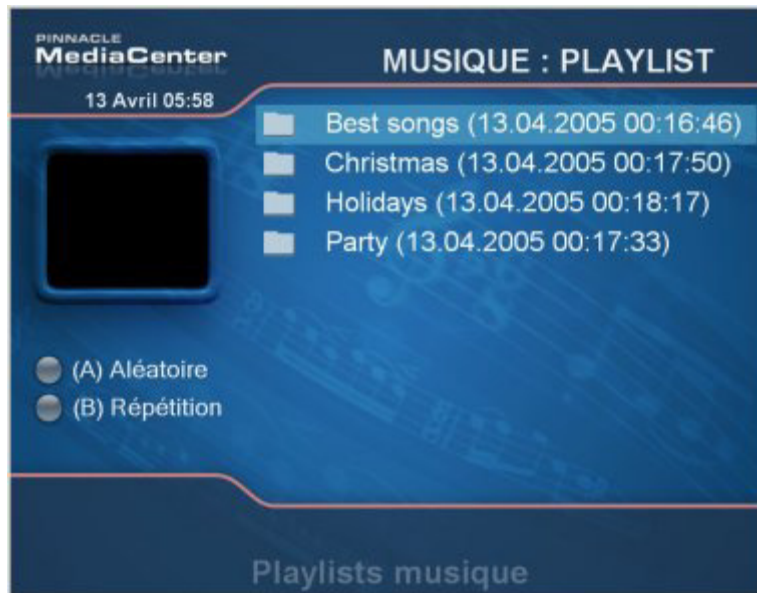 PINNACLE
MediaCenter
MUSIQUE : PLAYLIST
13 Avril 05:58
Best songs (13.04.2005 00:16:46)
Christmas (13.04.2005 00:17:50)
Holidays (13.04.2005 00:18:17)
Party (13.04.2005 00:17:33)
(A) Aléatoire
(B) Répétition
Playlists musique